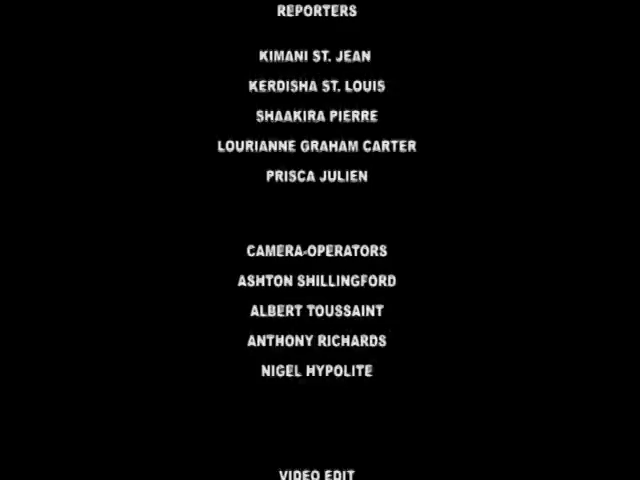 REPORTERS
KIMANI ST. JEAN
KERDISHA ST. LOUIS
SHAAKIRA PIERRE
LOURIANNE GRAHAM CARTER
PRISCA JULIEN
CAMERA-OPERATORS
ASHTON SHILLINGFORD
ALBERT TOUSSAINT
ANTHONY RICHARDS
NIGEL HYPOLITE
VIDEO EDIT